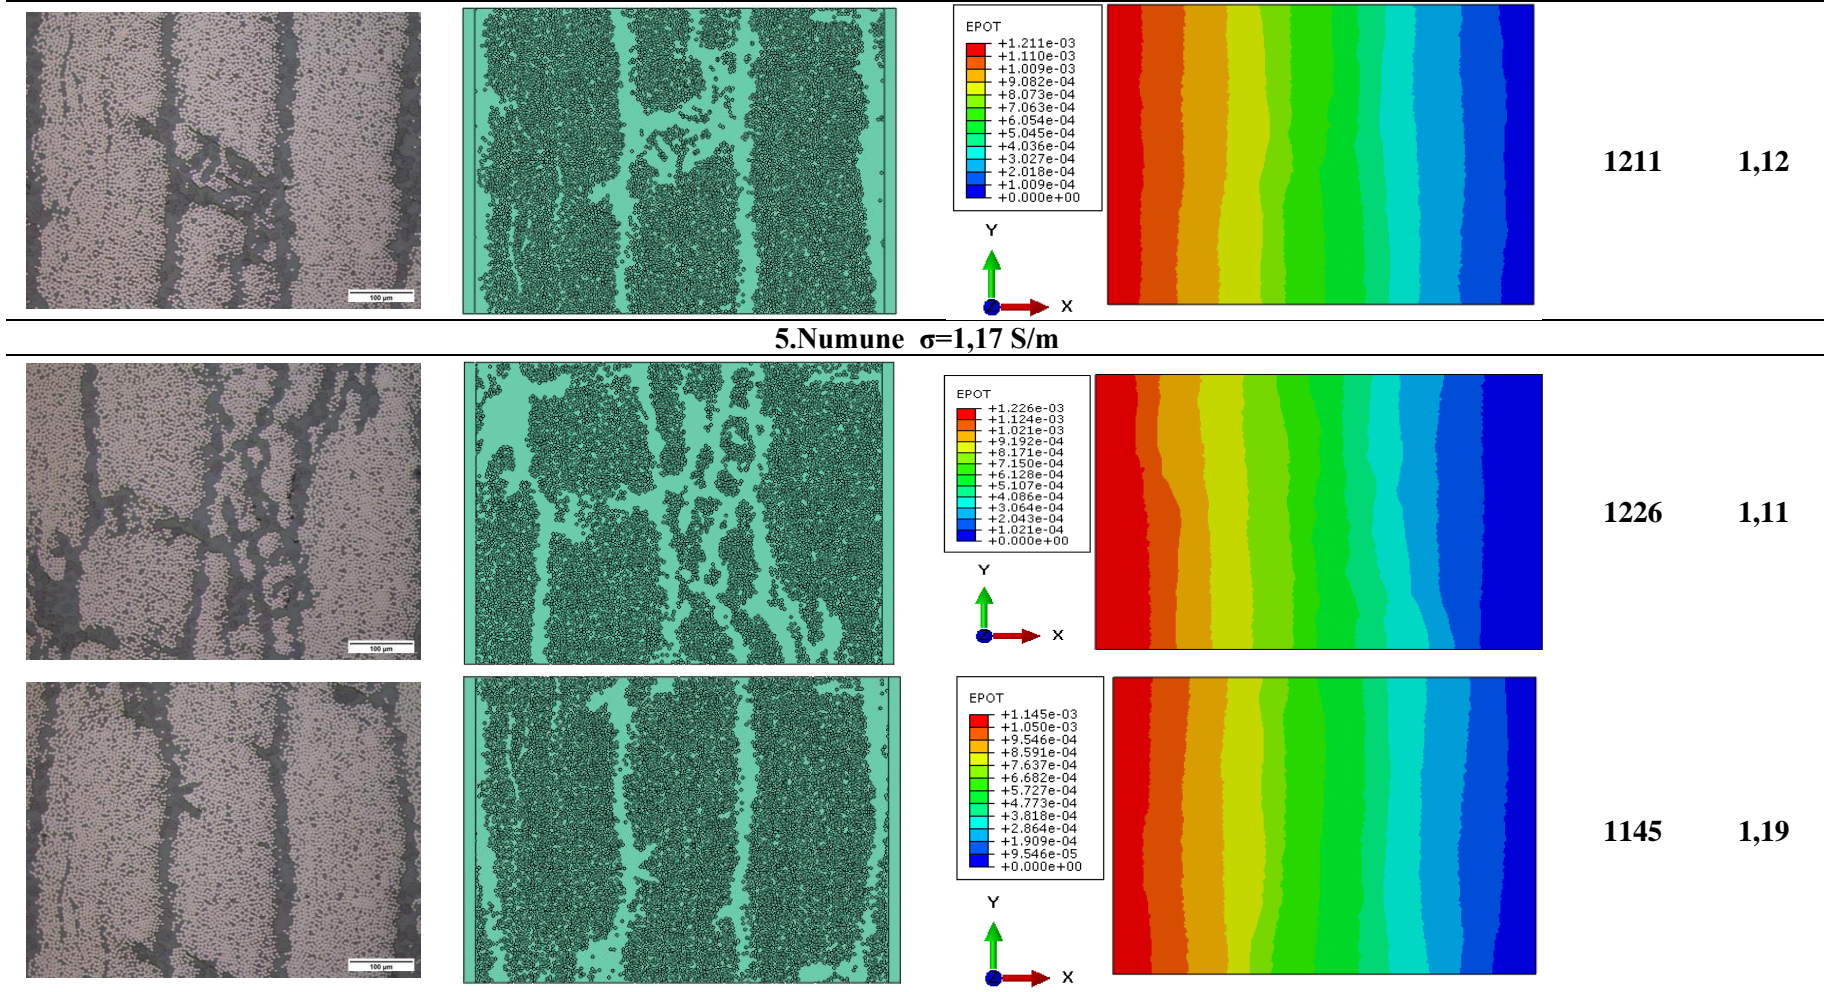 EPOT
+1.211e-03
+1.110e-03
+1.009e-03
+9.082e-04
+8.073e-04
+7.063e-04
+6.054e-04
+5.045e-04
+4.036e-04
+3.027e-04
+2.018e-04
+1.009e-04
+0.000e+00
Y
Z
X
100 µm
1211 1,12
5.Numune σ=1,17 S/m
EPOT
+1.226e-03
+1.124e-03
+1.021e-03
+9.192e-04
+8.171e-04
+7.150e-04
+6.128e-04
+5.107e-04
+4.086e-04
+3.064e-04
+2.043e-04
+1.021e-04
+0.000e+00
Y
Z
X
100 µm
1226 1,11
EPOT
+1.145e-03
+1.050e-03
+9.546e-04
+8.591e-04
+7.637e-04
+6.682e-04
+5.727e-04
+4.773e-04
+3.818e-04
+2.864e-04
+1.909e-04
+9.546e-05
+0.000e+00
Y
Z
X
100 µm
1145 1,19